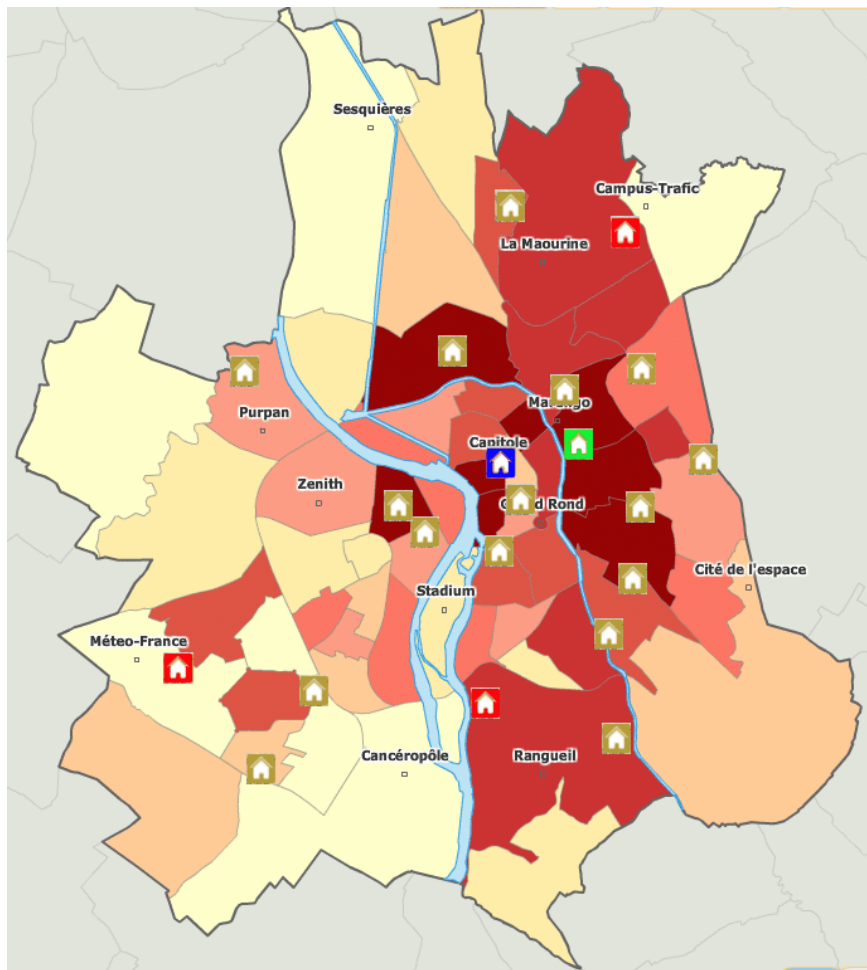 Sesquières
Campus-Trafic
La Maourine
Purpan
Capitole
Zenith
Cité de l'espace
Stadium
Méteo-France
Cancéropôle
Rangueil